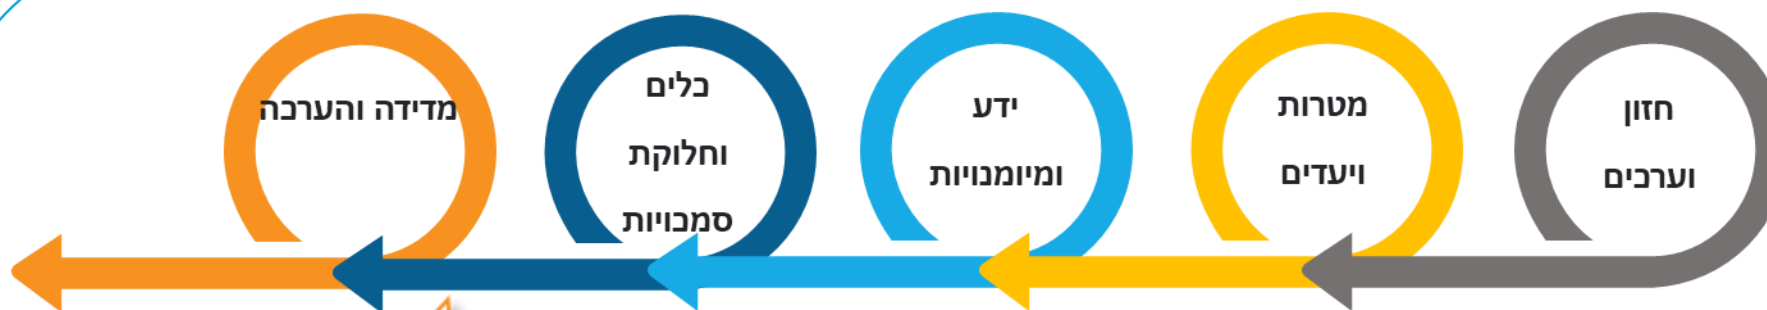 חזון
וערכים
מטרות
ויעדים
ידע
ומיומנויות
כלים
וחלוקת
סמכויות
מדידה והערכה